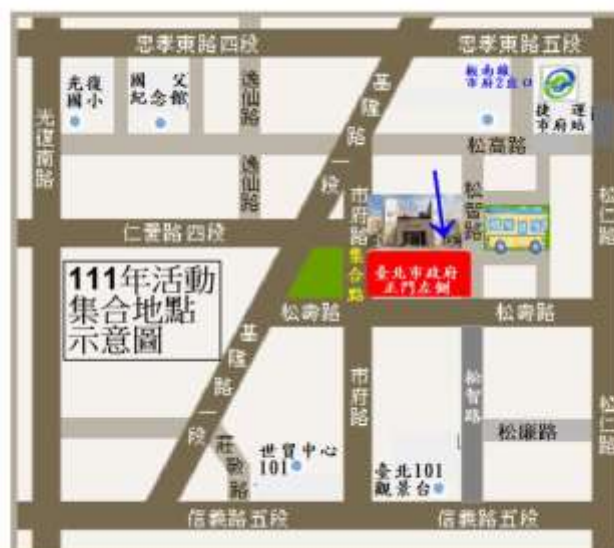 忠孝東路四段
忠孝東路五段
光復
國小
國父
紀念館
逸仙路
基隆路一段
板南線
市府2出口
捷運
市府站
光復南路
松高路
逸仙路
市府路
松智路
松仁路
仁愛路四段
集合點
臺北市政府
正門左側
111年活動
集合地點
示意圖
松壽路
松壽路
基隆路一段
市府路
松智路
松仁路
松廉路
莊敬路
世貿中心
101
臺北101
觀景台
信義路五段
信義路五段